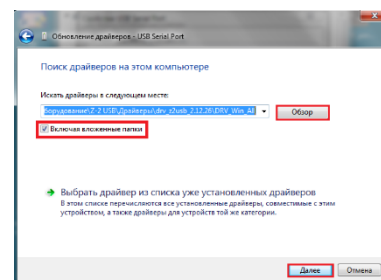 Обновление драйверов - USB Serial Port
Поиск драйверов на этом компьютере
Искать драйверы в следующем месте:
борудование\Z-2 USB\Драйверы\drv_z2usb_2.12.28\DRV_Win_All
Обзор
Включая вложенные папки
Выбрать драйвер из списка уже установленных драйверов
В этом списке перечисляются все установленные драйверы, совместимые с этим
устройством, а также драйверы для устройств той же категории.
Далее
Отмена